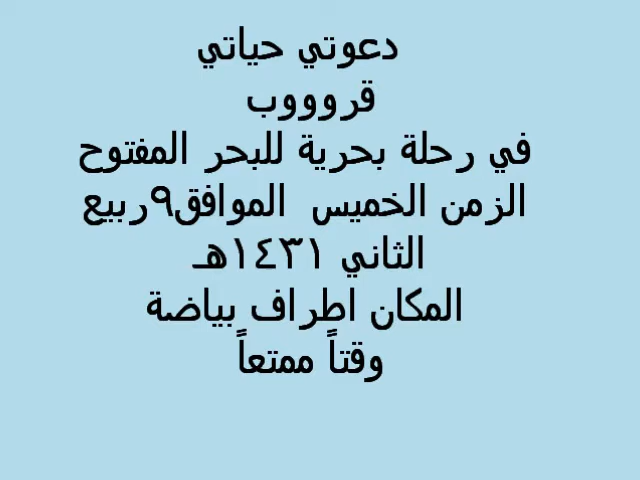 دعوتي حياتي
قروووب
في رحلة بحرية للبحر المفتوح
الزمن الخميس الموافق٩ربيع
الثاني ١٤٣١هـ
المكان اطراف بياضة
وقتاً ممتعاً